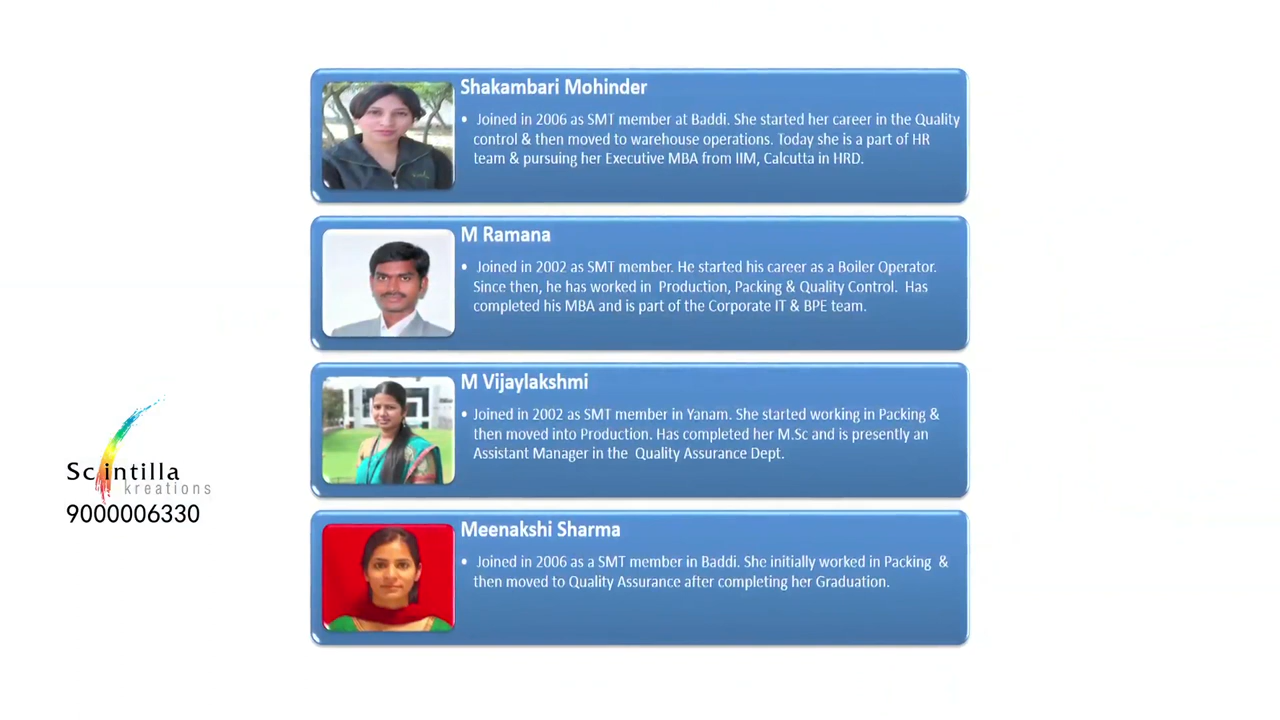 Shakambari Mohinder
• Joined in 2006 as SMT member at Baddi. She started her career in the Quality
control & then moved to warehouse operations. Today she is a part of HR
team & pursuing her Executive MBA from IIM, Calcutta in HRD.
M Ramana
• Joined in 2002 as SMT member. He started his career as a Boiler Operator.
Since then, he has worked in Production, Packing & Quality Control. Has
completed his MBA and is part of the Corporate IT & BPE team.
M Vijaylakshmi
• Joined in 2002 as SMT member in Yanam. She started working in Packing &
then moved into Production. Has completed her M.Sc and is presently an
Assistant Manager in the Quality Assurance Dept.
Meenakshi Sharma
• Joined in 2006 as a SMT member in Baddi. She initially worked in Packing &
then moved to Quality Assurance after completing her Graduation.
Scintilla
kreations
9000006330